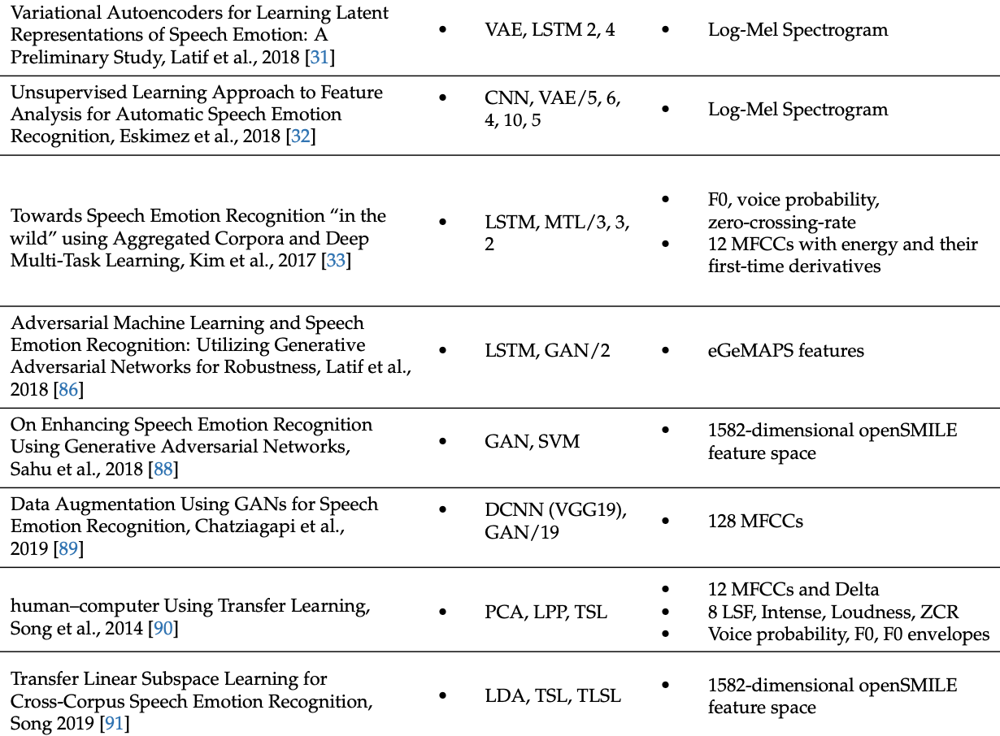 Variational Autoencoders for Learning Latent
Representations of Speech Emotion: A
Preliminary Study, Latif et al., 2018 [31]
• VAE, LSTM 2, 4
• Log-Mel Spectrogram
Unsupervised Learning Approach to Feature
Analysis for Automatic Speech Emotion
Recognition, Eskimez et al., 2018 [32]
• CNN, VAE/5, 6,
4, 10, 5
• Log-Mel Spectrogram
Towards Speech Emotion Recognition “in the
wild” using Aggregated Corpora and Deep
Multi-Task Learning, Kim et al., 2017 [33]
• LSTM, MTL/3, 3,
2
• F0, voice probability,
zero-crossing-rate
• 12 MFCCs with energy and their
first-time derivatives
Adversarial Machine Learning and Speech
Emotion Recognition: Utilizing Generative
Adversarial Networks for Robustness, Latif et al.,
2018 [86]
• LSTM, GAN/2
• eGeMAPS features
On Enhancing Speech Emotion Recognition
Using Generative Adversarial Networks,
Sahu et al., 2018 [88]
• GAN, SVM
• 1582-dimensional openSMILE
feature space
Data Augmentation Using GANs for Speech
Emotion Recognition, Chatziagapi et al.,
2019 [89]
• DCNN (VGG19),
GAN/19
• 128 MFCCs
human–computer Using Transfer Learning,
Song et al., 2014 [90]
• PCA, LPP, TSL
• 12 MFCCs and Delta
• 8 LSF, Intense, Loudness, ZCR
• Voice probability, F0, F0 envelopes
Transfer Linear Subspace Learning for
Cross-Corpus Speech Emotion Recognition,
Song 2019 [91]
• LDA, TSL, TLSL
• 1582-dimensional openSMILE
feature space